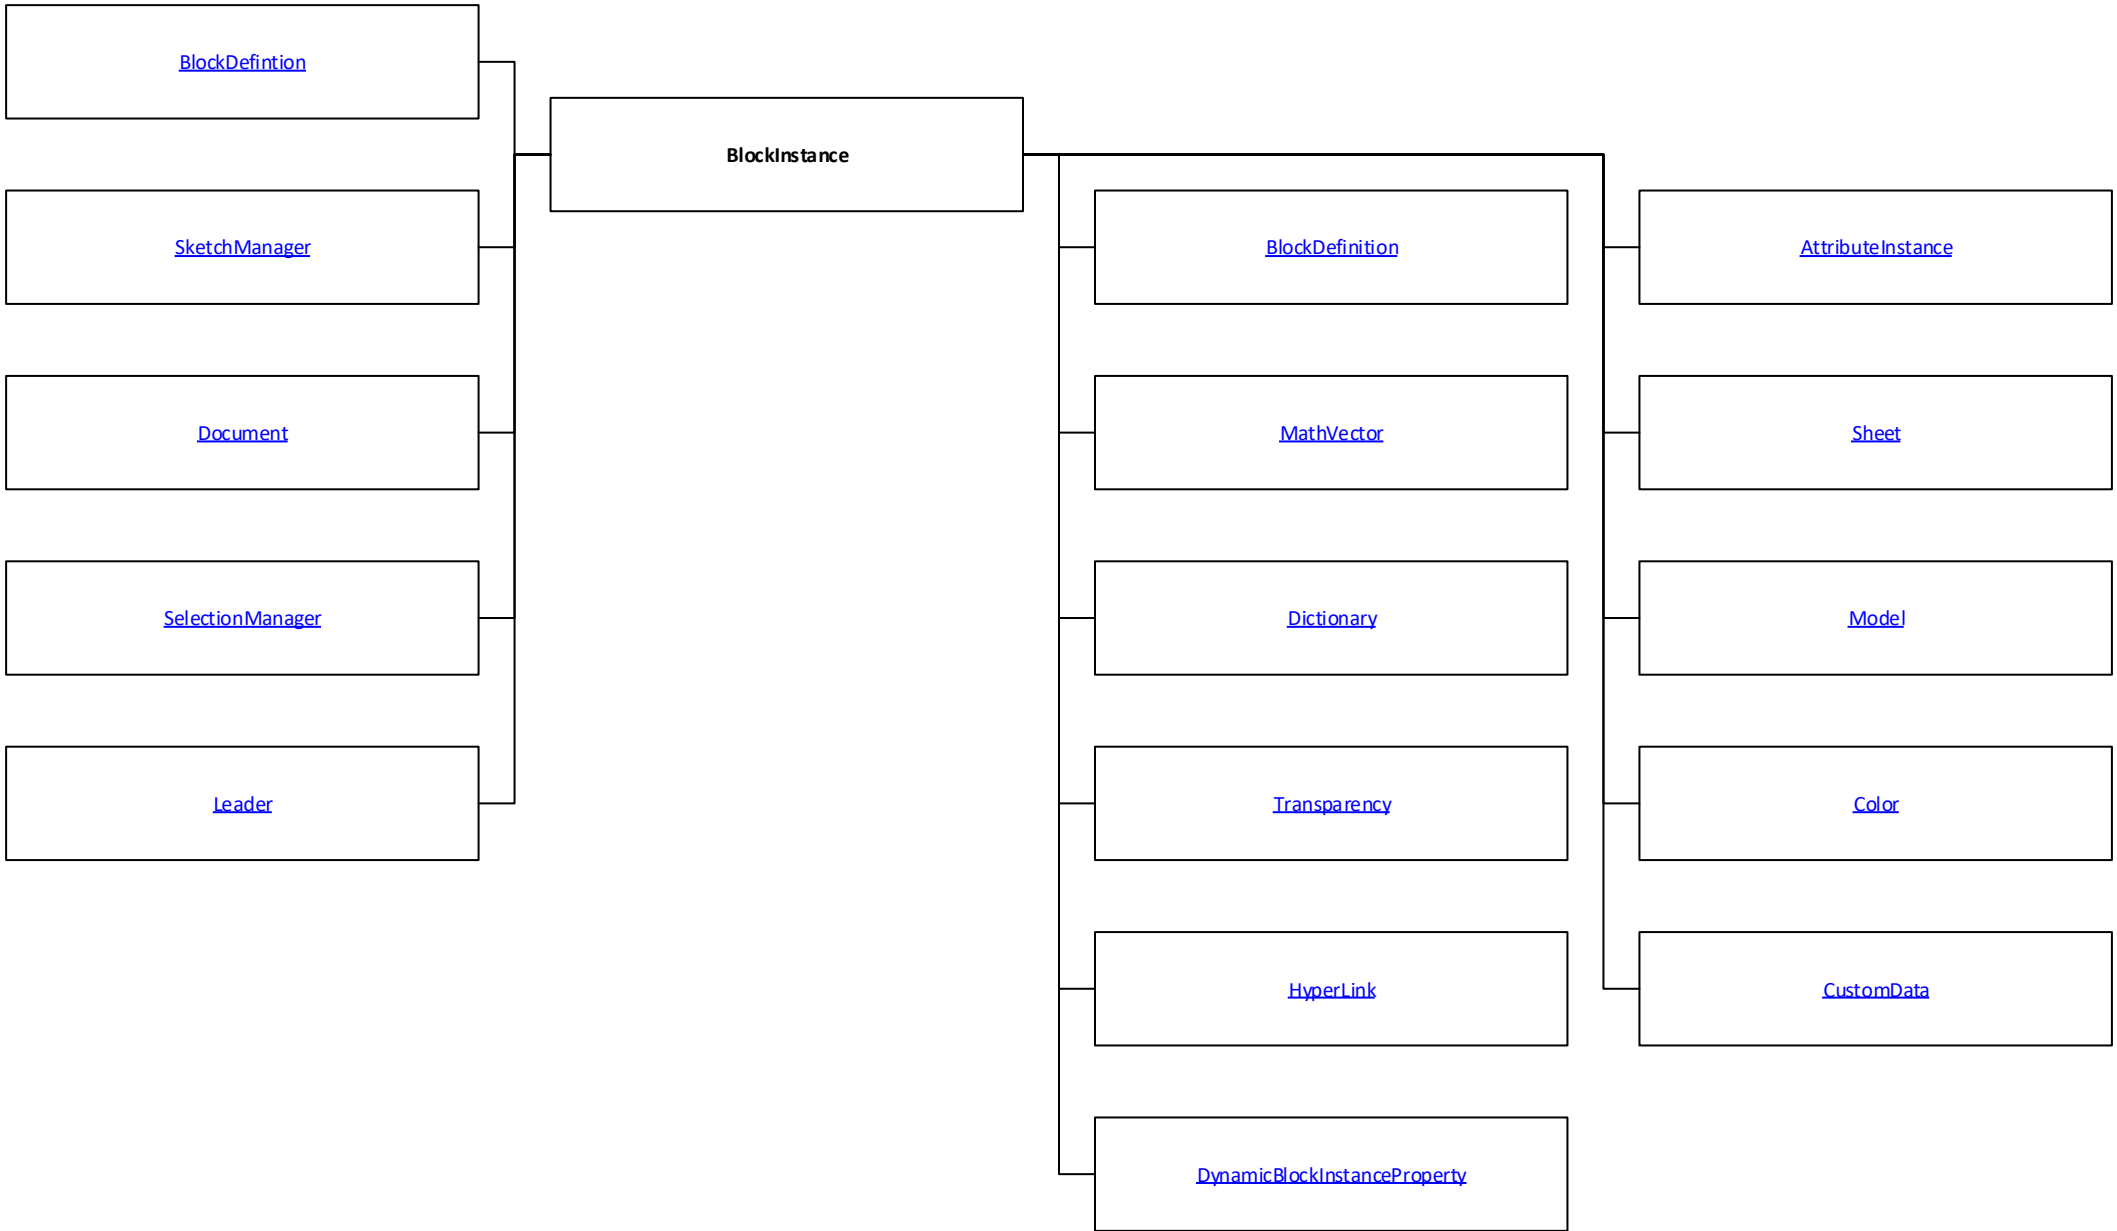 BlockDefintion
BlockInstance
SketchManager
BlockDefinition
AttributeInstance
Document
MathVector
Sheet
SelectionManager
Dictionary
Model
Leader
Transparency
Color
HyperLink
CustomData
DynamicBlockInstanceProperty